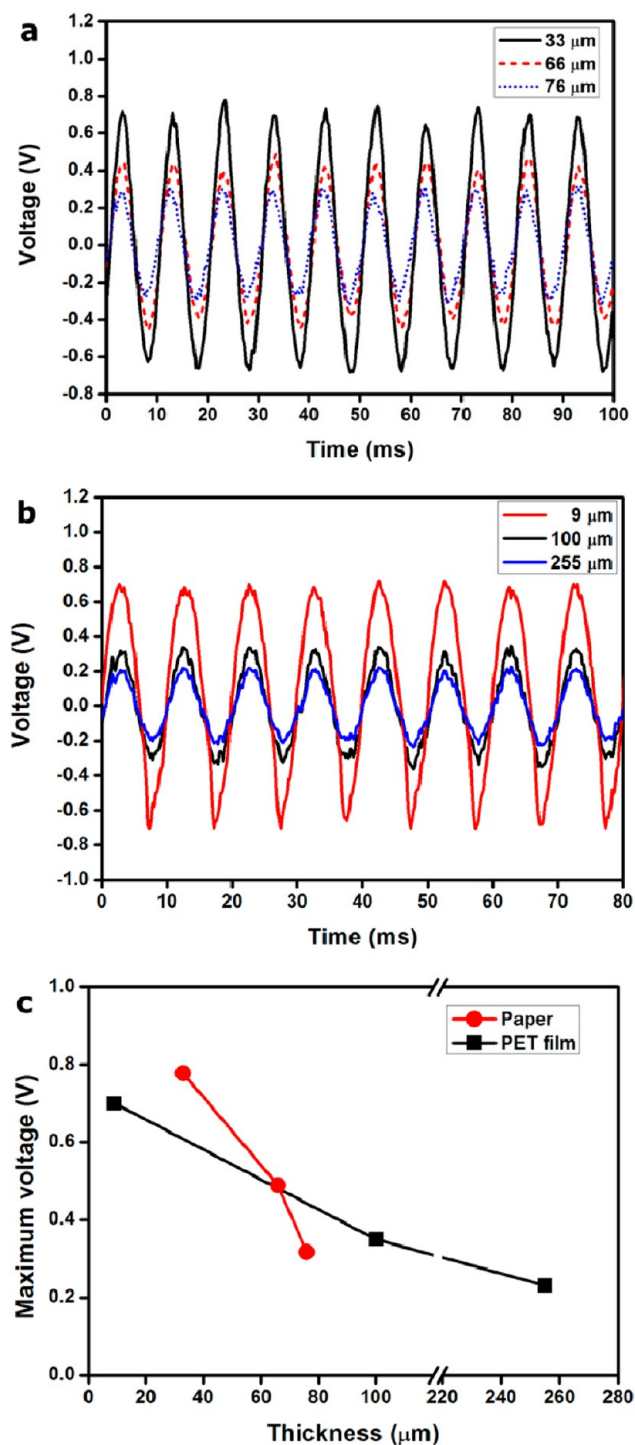 a
1.2
1.0
0.8
0.6
0.4
0.2
0.0
-0.2
-0.4
-0.6
-0.8
Voltage (V)
33 μm
66 μm
76 μm
0 10 20 30 40 50 60 70 80 90 100
Time (ms)
b
1.2
1.0
0.8
0.6
0.4
0.2
0.0
-0.2
-0.4
-0.6
-0.8
-1.0
Voltage (V)
9 μm
100 μm
255 μm
0 10 20 30 40 50 60 70 80
Time (ms)
c
1.0
0.8
0.6
0.4
0.2
0.0
Maximum voltage (V)
Paper
PET film
0 20 40 60 80 100 120 220 240 260 280
Thickness (μm)